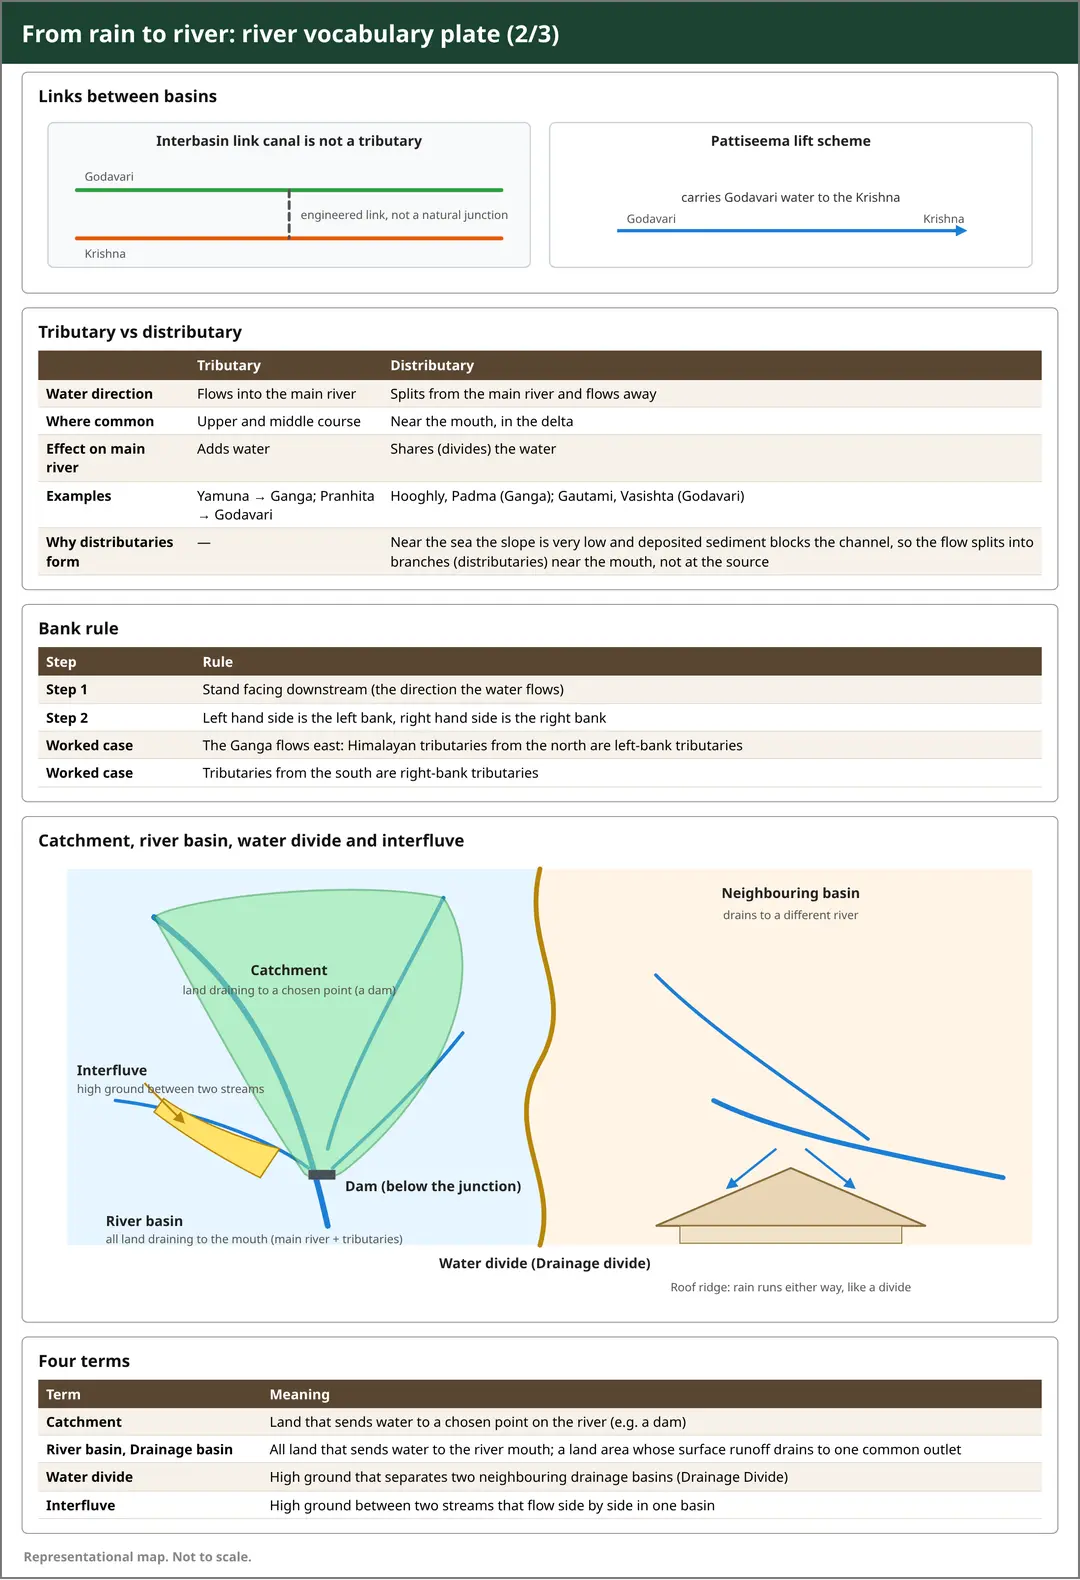 From rain to river: river vocabulary plate (2/3)
Links between basins
Interbasin link canal is not a tributary
Godavari
engineered link, not a natural junction
Krishna
Pattiseema lift scheme
carries Godavari water to the Krishna
Godavari Krishna
Tributary vs distributary
Tributary Distributary
Water direction Flows into the main river Splits from the main river and flows away
Where common Upper and middle course Near the mouth, in the delta
Effect on main river Adds water Shares (divides) the water
Examples Yamuna → Ganga; Pranhita → Godavari Hooghly, Padma (Ganga); Gautami, Vasishta (Godavari)
Why distributaries form — Near the sea the slope is very low and deposited sediment blocks the channel, so the flow splits into
branches (distributaries) near the mouth, not at the source
Bank rule
Step Rule
Step 1 Stand facing downstream (the direction the water flows)
Step 2 Left hand side is the left bank, right hand side is the right bank
Worked case The Ganga flows east: Himalayan tributaries from the north are left-bank tributaries
Worked case Tributaries from the south are right-bank tributaries
Catchment, river basin, water divide and interfluve
Neighbouring basin
drains to a different river
Catchment
land draining to a chosen point (a dam)
Interfluve
high ground between two streams
Dam (below the junction)
River basin
all land draining to the mouth (main river + tributaries)
Water divide (Drainage divide)
Roof ridge: rain runs either way, like a divide
Four terms
Term Meaning
Catchment Land that sends water to a chosen point on the river (e.g. a dam)
River basin, Drainage basin All land that sends water to the river mouth; a land area whose surface runoff drains to one common outlet
Water divide High ground that separates two neighbouring drainage basins (Drainage Divide)
Interfluve High ground between two streams that flow side by side in one basin
Representational map. Not to scale.